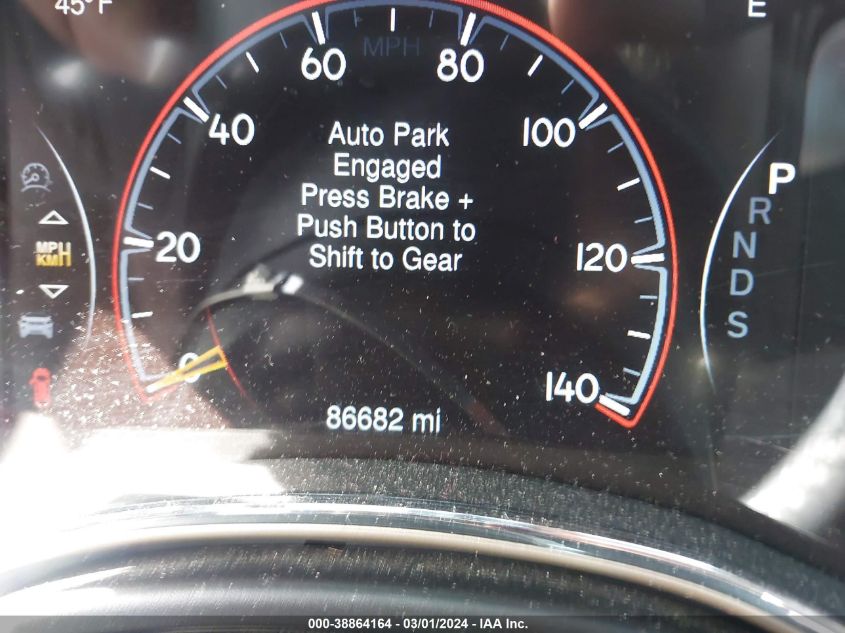 45°F
E
MPH
60
80
40
100
Auto Park
Engaged
Press Brake +
Push Button to
Shift to Gear
P
R
N
D
S
20
120
MPH
KMH
0
140
86682 mi
000-38864164 - 03/01/2024 - IAA Inc.